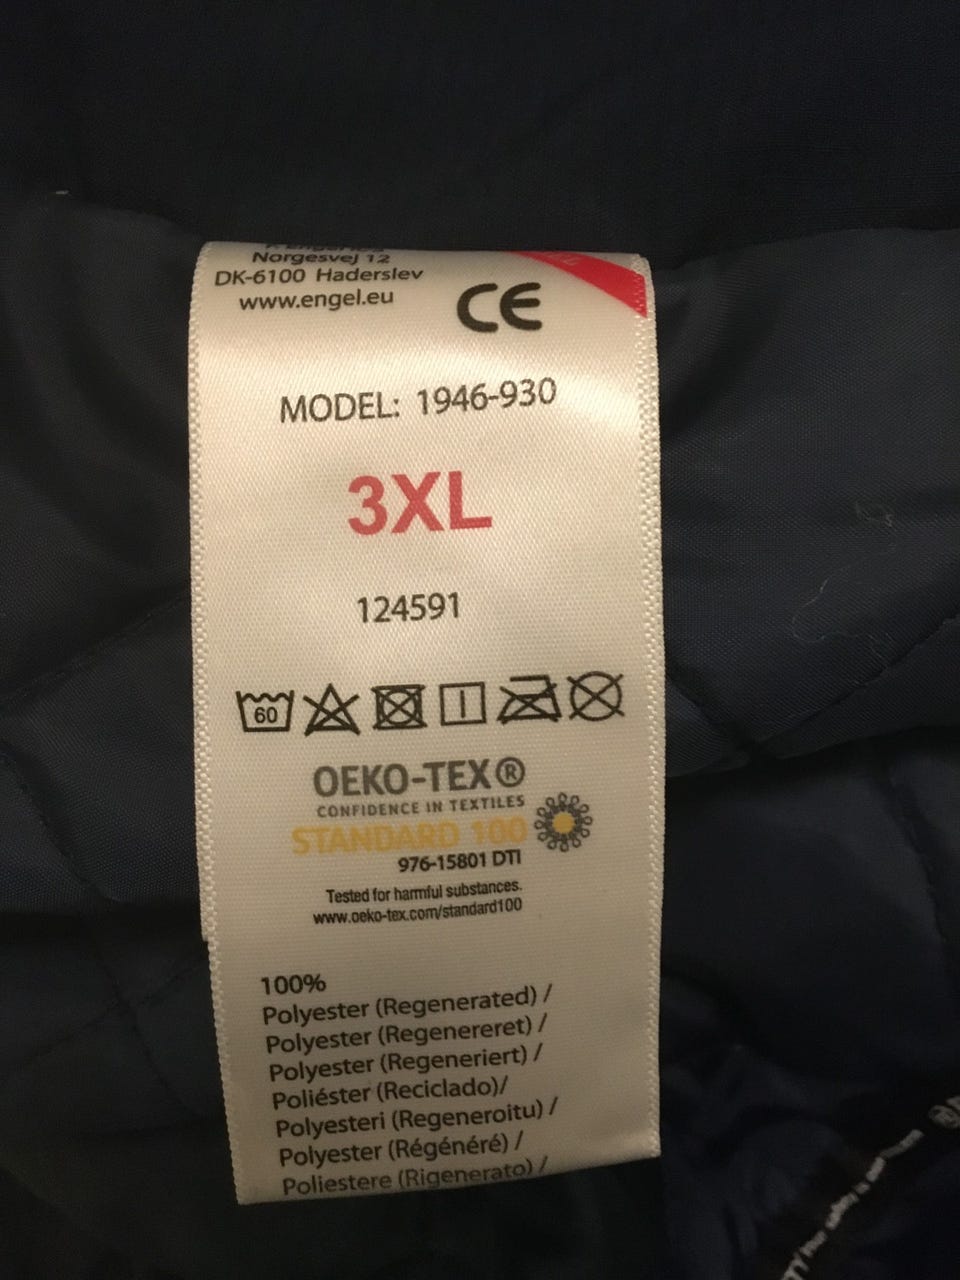 Norgesvej 12
DK-6100 Haderslev
www.engel.eu
CE
MODEL: 1946-930
3XL
124591
60
OEKO-TEX®
CONFIDENCE IN TEXTILES
STANDARD 100
976-15801 DTI
Tested for harmful substances.
www.oeko-tex.com/standard100
100%
Polyester (Regenerated) /
Polyester (Regenereret) /
Polyester (Regeneriert) /
Poliéster (Reciclado)/
Polyesteri (Regeneroitu) /
Polyester (Régénéré) /
Poliestere (Rigenerato) /